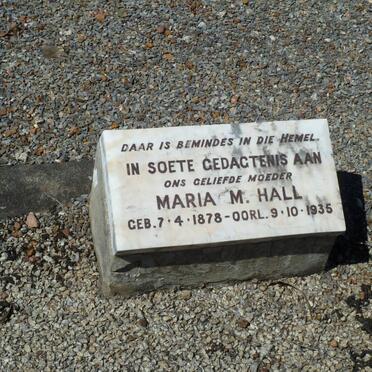 DAAR IS BEMINDES IN DIE HEMEL.
IN SOETE GEDAGTENIS AAN
ONS GELIEFDE MOEDER
MARIA M. HALL
GEB. 7·4·1878 - OORL. 9·10·1935